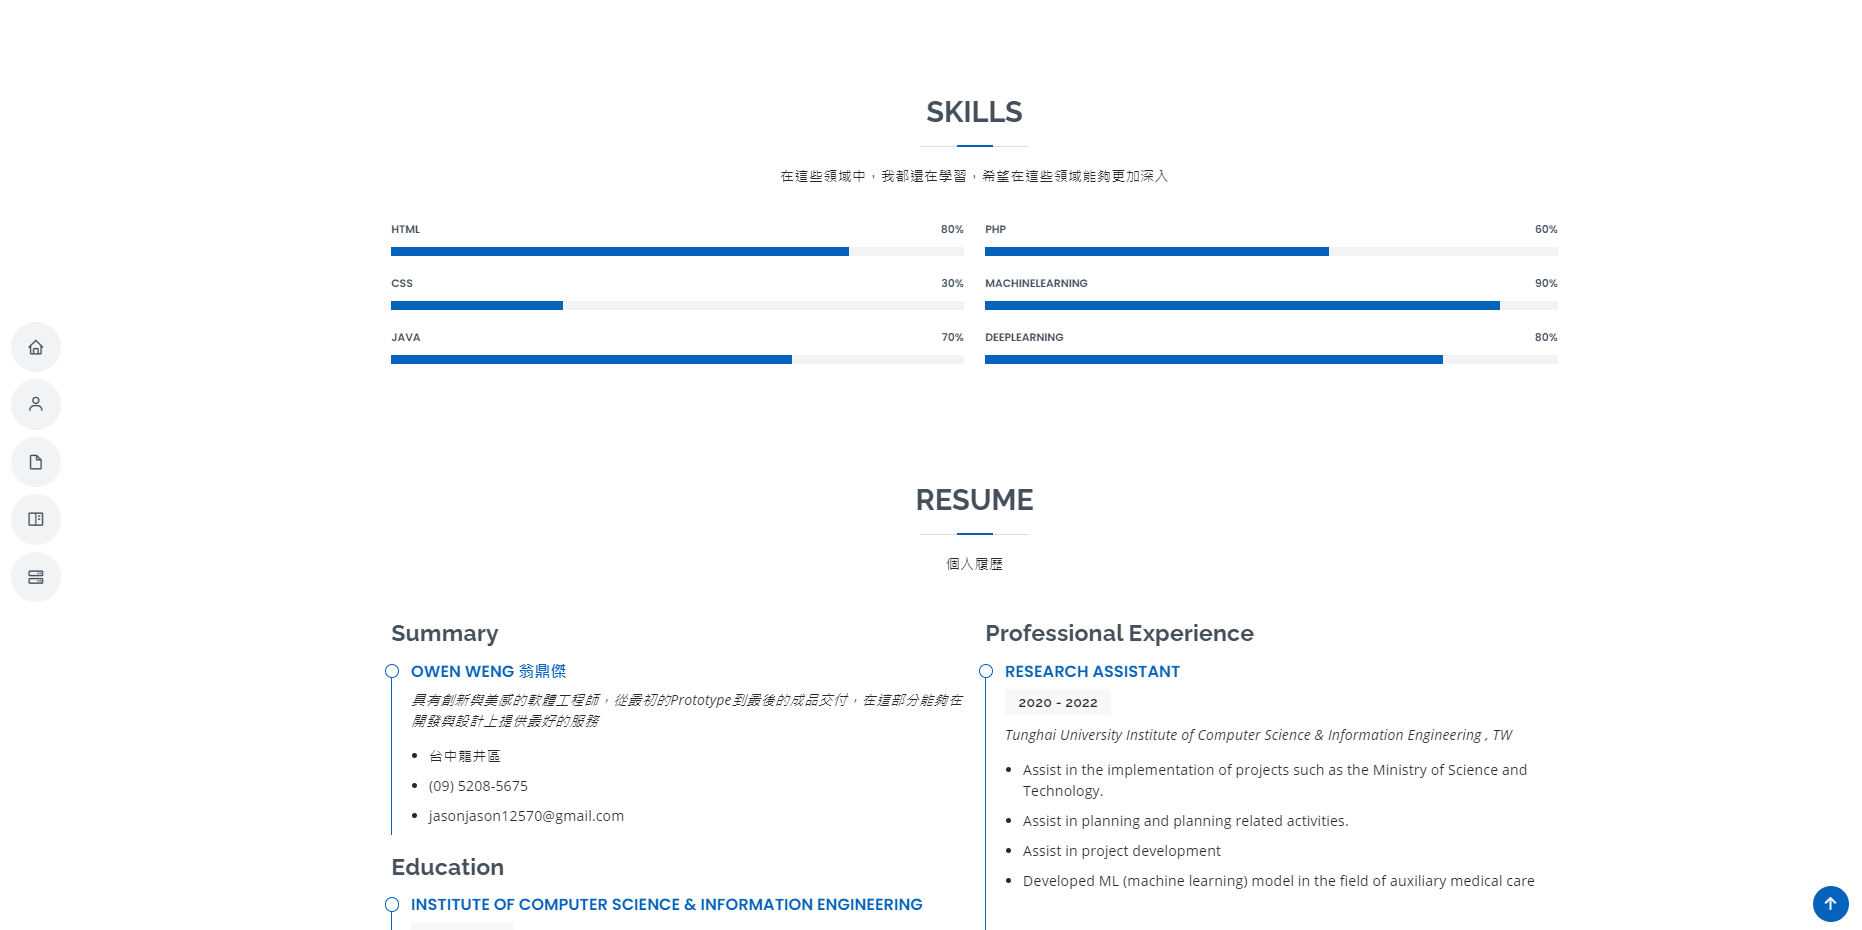 SKILLS
在這些領域中，我都還在學習，希望在這些領域能夠更加深入
HTML 80%
CSS 30%
JAVA 70%
PHP 60%
MACHINELEARNING 90%
DEEPLEARNING 80%
RESUME
個人履歷
Summary
OWEN WENG 翁鼎傑
具有創新與美感的軟體工程師，從最初的Prototype到最後的成品交付，在這部分能夠在
開發與設計上提供最好的服務
台中龍井區
(09) 5208-5675
jasonjason12570@gmail.com
Education
INSTITUTE OF COMPUTER SCIENCE & INFORMATION ENGINEERING
Professional Experience
RESEARCH ASSISTANT
2020 - 2022
Tunghai University Institute of Computer Science & Information Engineering , TW
Assist in the implementation of projects such as the Ministry of Science and
Technology.
Assist in planning and planning related activities.
Assist in project development
Developed ML (machine learning) model in the field of auxiliary medical care